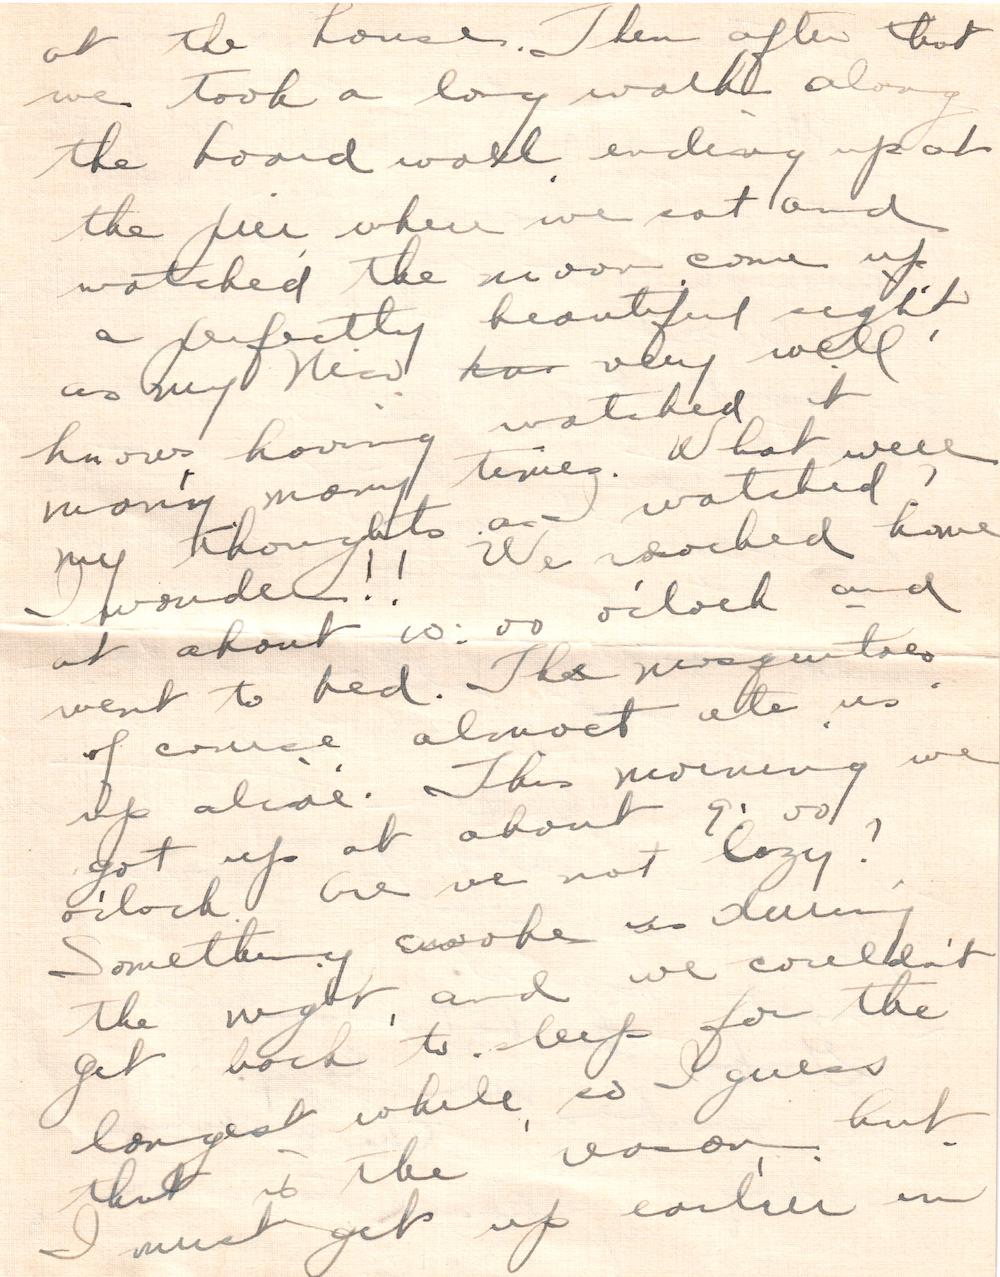 at the house. Then after that
we took a long walk along
the board walk ending up at
the pier, where we sat and
watched the moon come up
a perfectly beautiful sight,
as my very well
knows having watched it
many many times. What were
my thoughts as I watched?
I wonder!! We reached home
at about 10:00 o'clock and
went to bed. The mosquitoes
of course almost ate us
up alive. This morning we
got up at about 9:00
o'clock. Are we not lazy?
Something awoke us during
the night, and we couldn't
get back to sleep for the
longest while, so I guess
that is the reason, but
I must get up earlier in